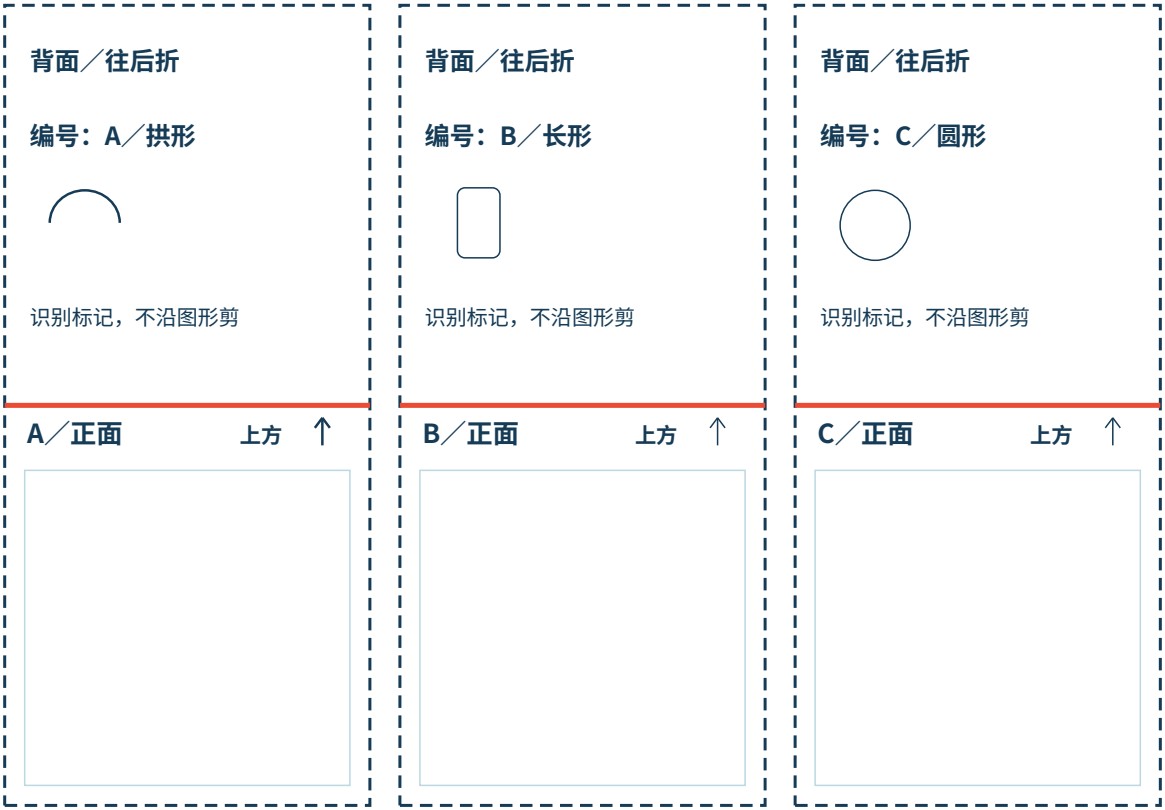 背面／往后折
编号：A／拱形
识别标记，不沿图形剪
A／正面 上方 ↑
背面／往后折
编号：B／长形
识别标记，不沿图形剪
B／正面 上方 ↑
背面／往后折
编号：C／圆形
识别标记，不沿图形剪
C／正面 上方 ↑